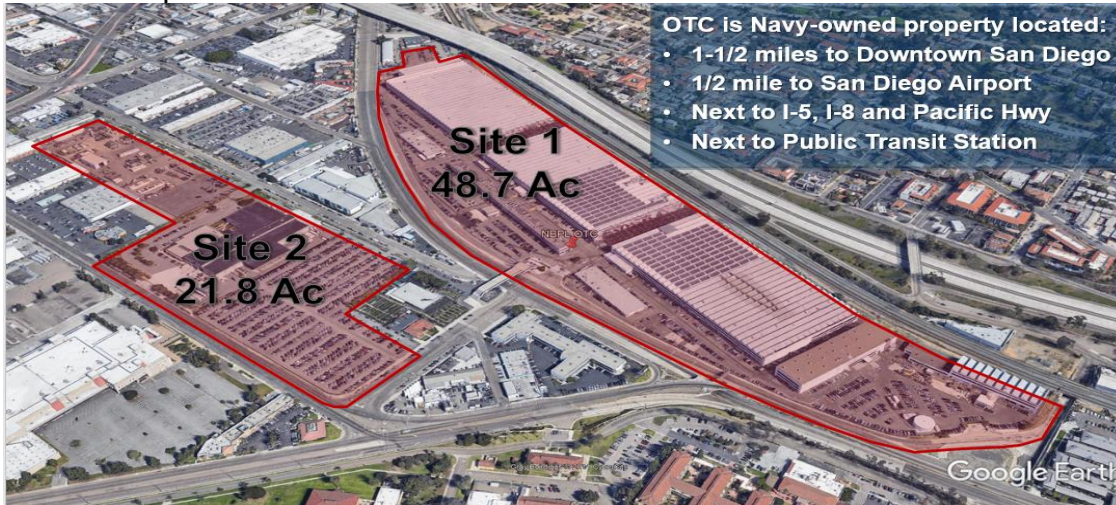 OTC is Navy-owned property located:
• 1-1/2 miles to Downtown San Diego
• 1/2 mile to San Diego Airport
• Next to I-5, I-8 and Pacific Hwy
• Next to Public Transit Station
Site 1
48.7 Ac
Site 2
21.8 Ac
Google Earth